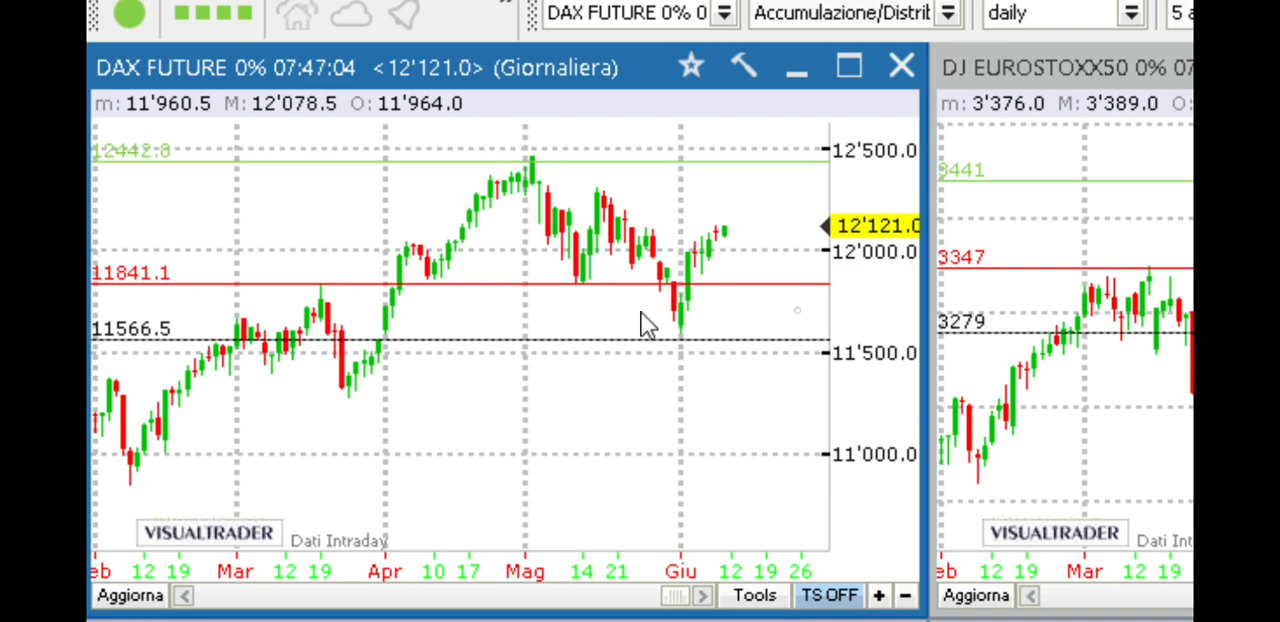 DAX FUTURE 0% 0
Accumulazione/Distrib
daily
5 a
DAX FUTURE 0% 07:47:04 <12'121.0> (Giornaliera)
m: 11'960.5 M: 12'078.5 O: 11'964.0
12442.8
11841.1
11566.5
12'500.0
12'121.0
12'000.0
11'500.0
11'000.0
VISUALTRADER
Dati Intraday
eb 12 19 Mar 12 19 Apr 10 17 Mag 14 21 Giu 12 19 26
Aggiorna
Tools
TS OFF
+
-
DJ EUROSTOXX50 0% 07
m: 3'376.0 M: 3'389.0 O:
3441
3347
3279
VISUALTRADER
Dati Int
eb 12 19 Mar 12 19
Aggiorna